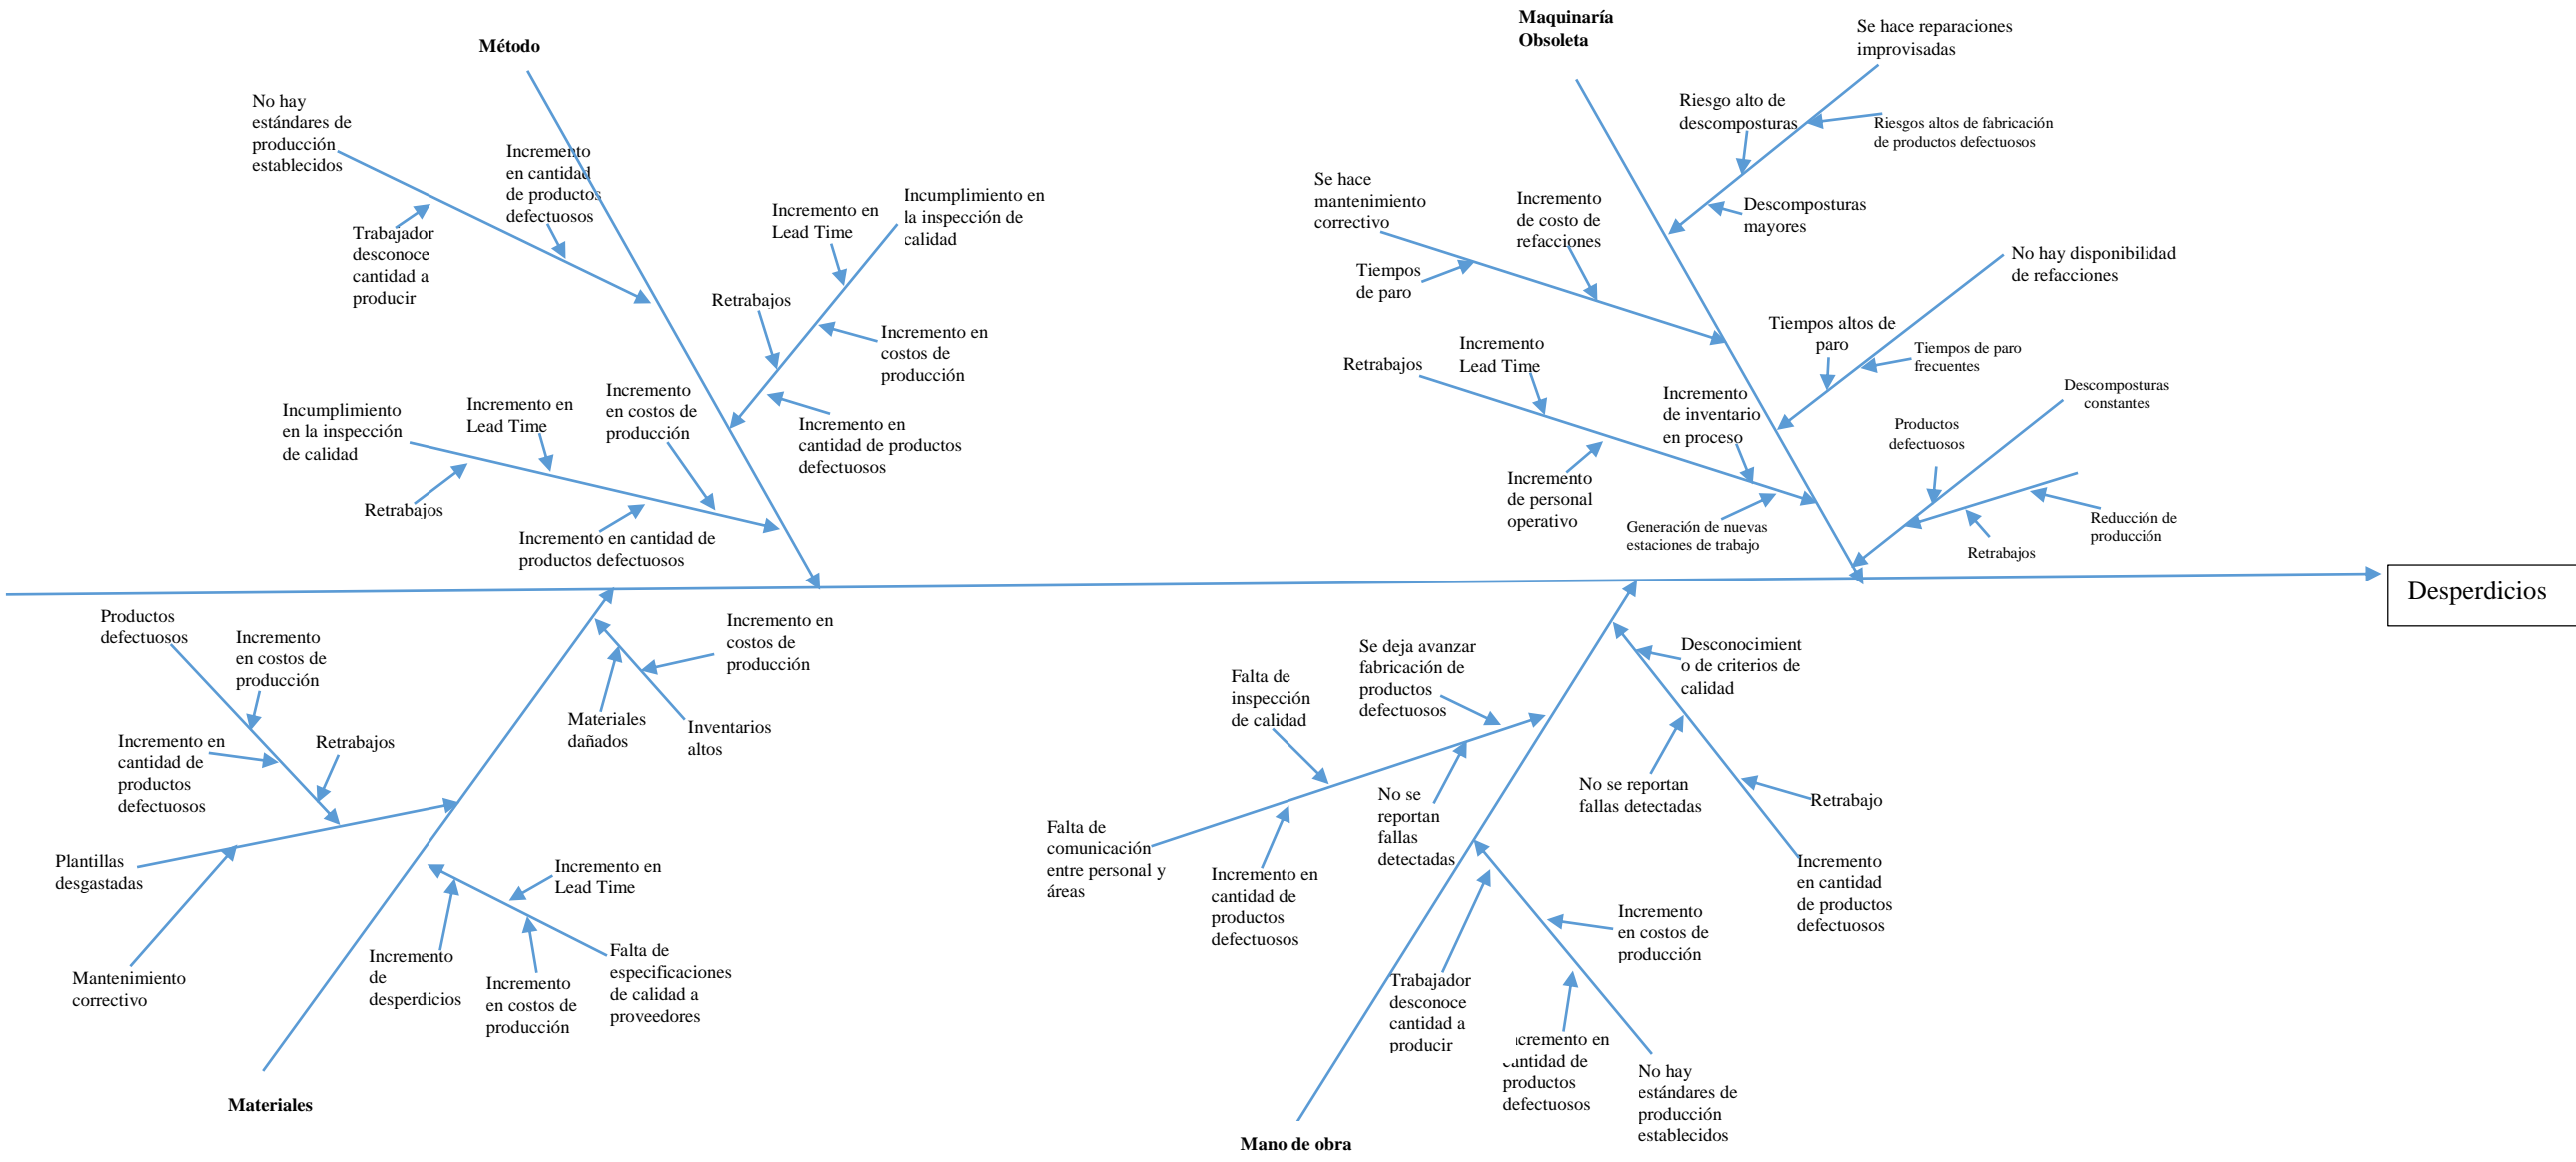 Método
No hay
estándares de
producción
establecidos
Trabajador
desconoce
cantidad a
producir
Incremento
en cantidad
de productos
defectuosos
Incremento en
Lead Time
Incumplimiento en
la inspección de
calidad
Retrabajos
Incremento en
costos de
producción
Incremento en
cantidad de productos
defectuosos
Incumplimiento
en la inspección
de calidad
Incremento en
Lead Time
Incremento
en costos de
producción
Retrabajos
Incremento en cantidad de
productos defectuosos
Maquinaría
Obsoleta
Se hace reparaciones
improvisadas
Riesgo alto de
descomposturas
Riesgos altos de fabricación
de productos defectuosos
Descomposturas
mayores
Se hace
mantenimiento
correctivo
Incremento
de costo de
refacciones
Tiempos
de paro
No hay disponibilidad
de refacciones
Tiempos altos de
paro
Tiempos de paro
frecuentes
Retrabajos
Incremento
Lead Time
Incremento
de inventario
en proceso
Incremento
de personal
operativo
Generación de nuevas
estaciones de trabajo
Descomposturas
constantes
Productos
defectuosos
Retrabajos
Reducción de
producción
Desperdicios
Productos
defectuosos
Incremento
en costos de
producción
Incremento en
cantidad de
productos
defectuosos
Retrabajos
Plantillas
desgastadas
Mantenimiento
correctivo
Incremento en
costos de
producción
Materiales
dañados
Inventarios
altos
Incremento en
Lead Time
Incremento
de
desperdicios
Incremento
en costos de
producción
Falta de
especificaciones
de calidad a
proveedores
Materiales
Se deja avanzar
fabricación de
productos
defectuosos
Falta de
inspección
de calidad
Falta de
comunicación
entre personal y
áreas
Incremento en
cantidad de
productos
defectuosos
No se
reportan
fallas
detectadas
Desconocimient
o de criterios de
calidad
No se reportan
fallas detectadas
Retrabajo
Incremento
en cantidad
de productos
defectuosos
Incremento
en costos de
producción
Trabajador
desconoce
cantidad a
producir
ncremento en
cantidad de
productos
defectuosos
No hay
estándares de
producción
establecidos
Mano de obra